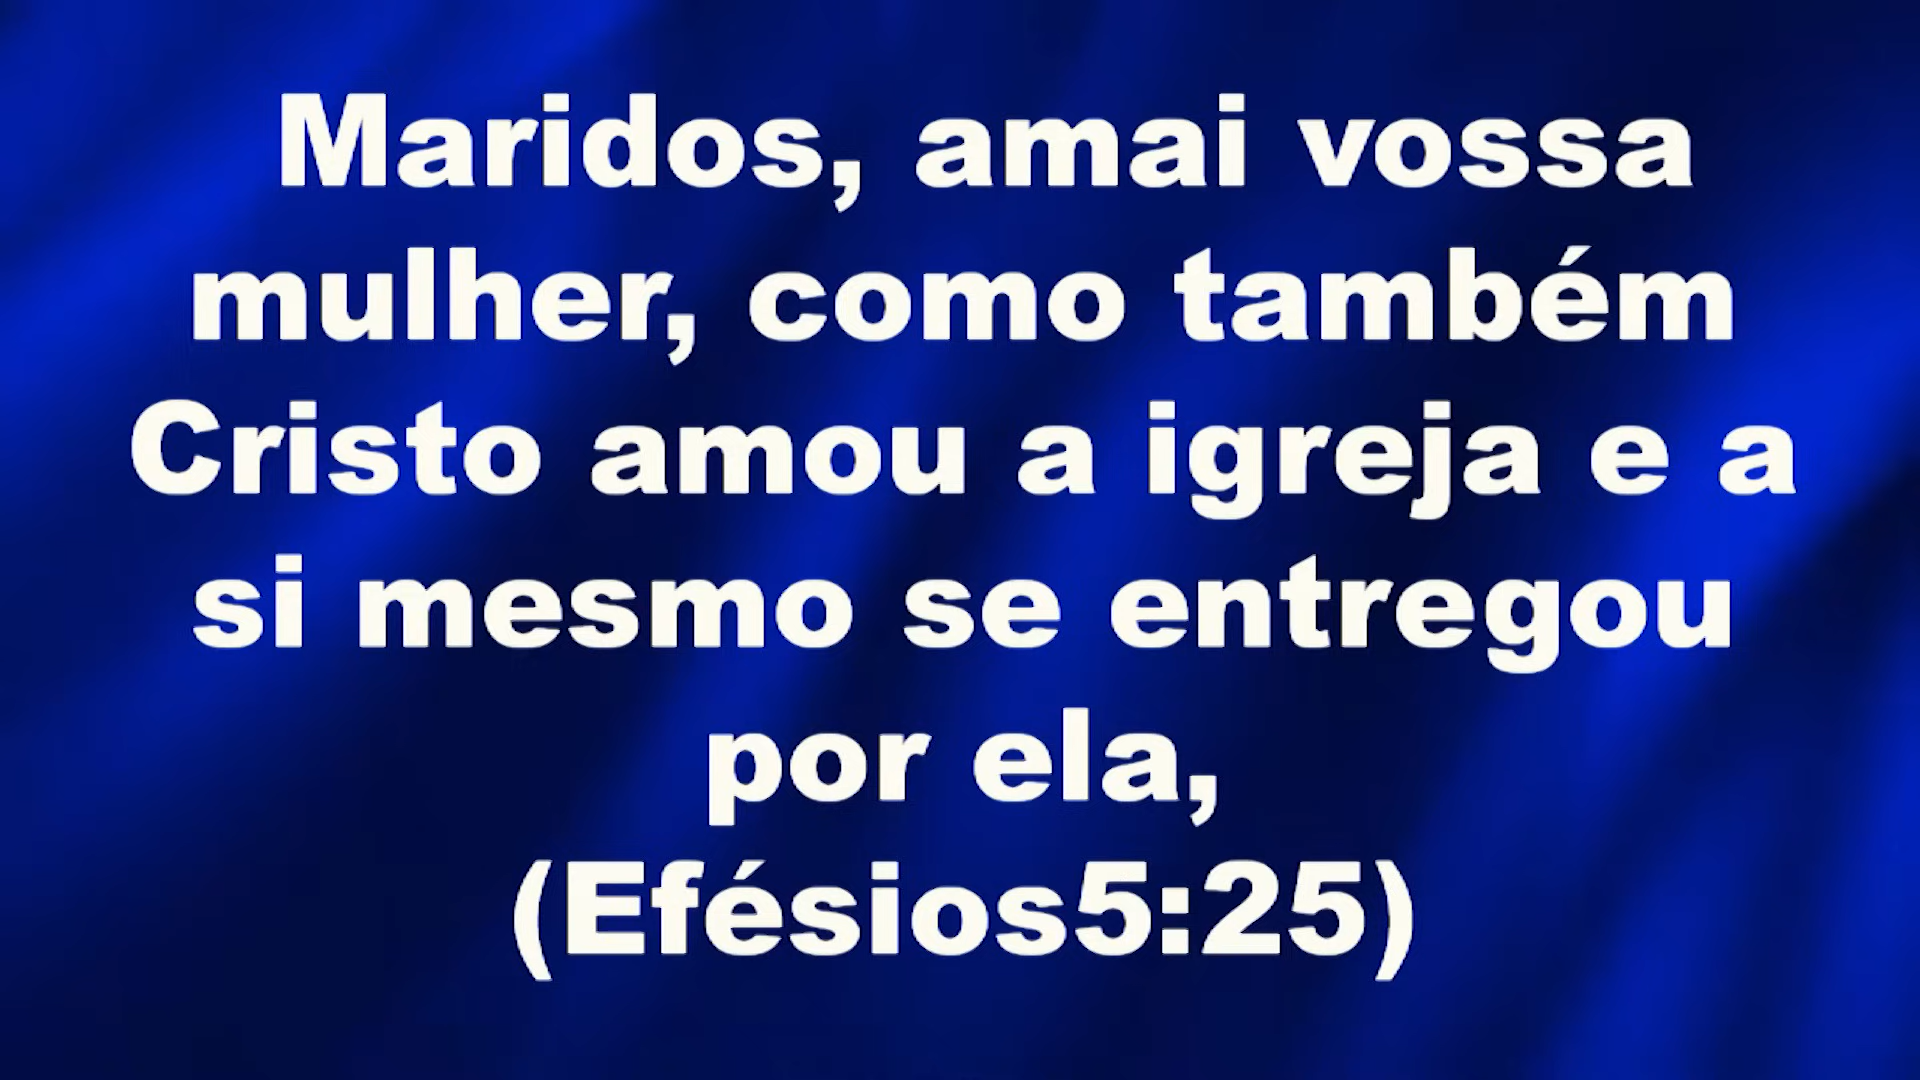 Maridos, amai vossa
mulher, como também
Cristo amou a igreja e a
si mesmo se entregou
por ela,
(Efésios5:25)